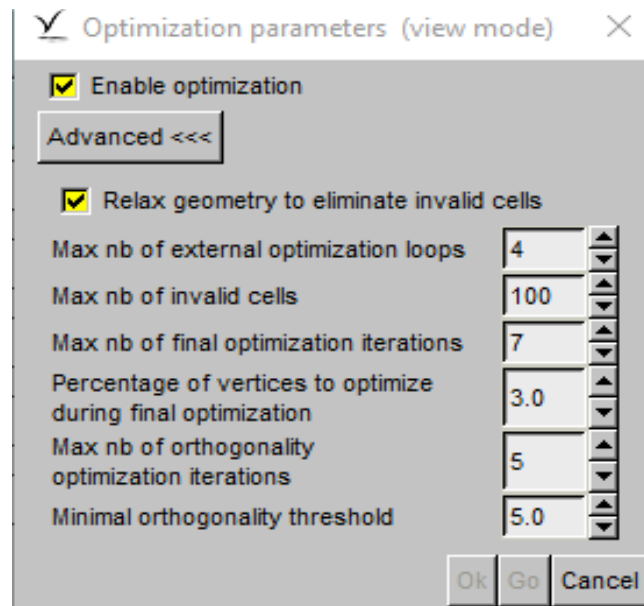 Optimization parameters (view mode)
Enable optimization
Advanced <<<
Relax geometry to eliminate invalid cells
Max nb of external optimization loops 4
Max nb of invalid cells 100
Max nb of final optimization iterations 7
Percentage of vertices to optimize
during final optimization 3.0
Max nb of orthogonality
optimization iterations 5
Minimal orthogonality threshold 5.0
Ok Go Cancel